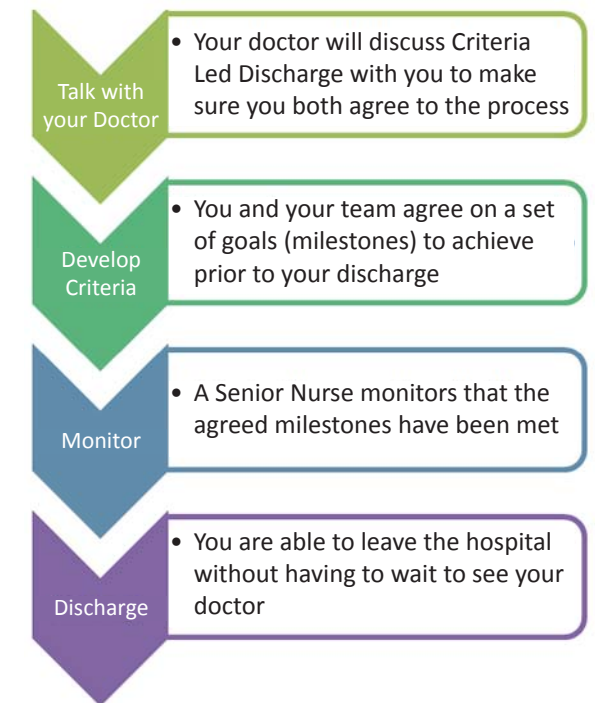 Talk with
your Doctor
• Your doctor will discuss Criteria
Led Discharge with you to make
sure you both agree to the process
Develop
Criteria
• You and your team agree on a set
of goals (milestones) to achieve
prior to your discharge
Monitor
• A Senior Nurse monitors that the
agreed milestones have been met
Discharge
• You are able to leave the hospital
without having to wait to see your
doctor